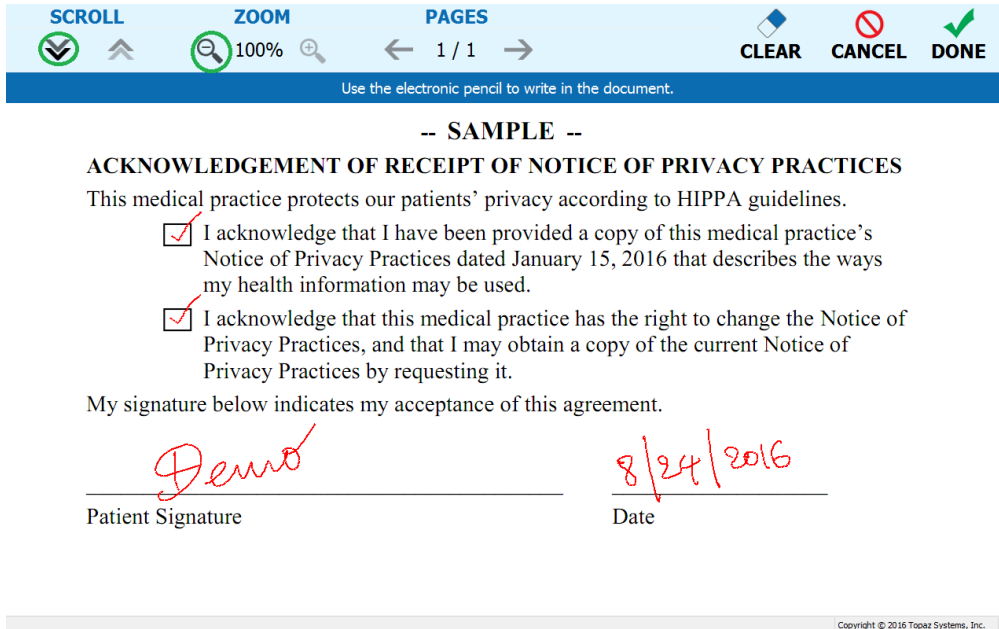 SCROLL ZOOM PAGES
100% 1 / 1
CLEAR CANCEL DONE
Use the electronic pencil to write in the document.
-- SAMPLE --
ACKNOWLEDGEMENT OF RECEIPT OF NOTICE OF PRIVACY PRACTICES
This medical practice protects our patients’ privacy according to HIPPA guidelines.
I acknowledge that I have been provided a copy of this medical practice’s
Notice of Privacy Practices dated January 15, 2016 that describes the ways
my health information may be used.
I acknowledge that this medical practice has the right to change the Notice of
Privacy Practices, and that I may obtain a copy of the current Notice of
Privacy Practices by requesting it.
My signature below indicates my acceptance of this agreement.
Demo 8/24/2016
Patient Signature Date
Copyright © 2016 Topaz Systems, Inc.